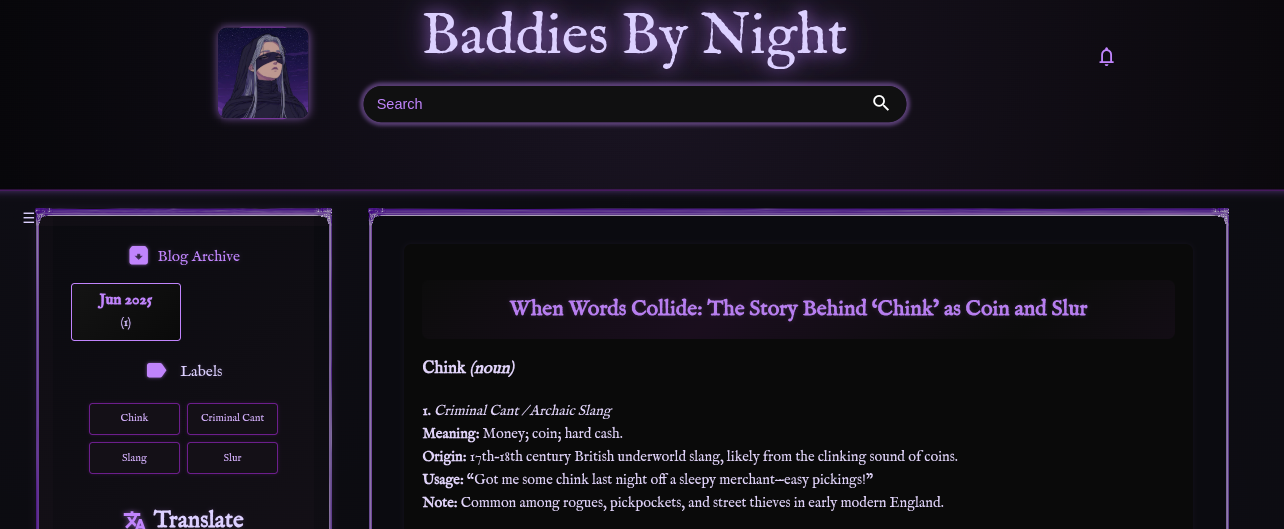 Baddies By Night
Search
Blog Archive
Jun 2025
(1)
Labels
Chink
Criminal Cant
Slang
Slur
Translate
When Words Collide: The Story Behind ‘Chink’ as Coin and Slur
Chink (noun)
1. Criminal Cant / Archaic Slang
Meaning: Money; coin; hard cash.
Origin: 17th-18th century British underworld slang, likely from the clinking sound of coins.
Usage: “Got me some chink last night off a sleepy merchant—easy pickings!”
Note: Common among rogues, pickpockets, and street thieves in early modern England.